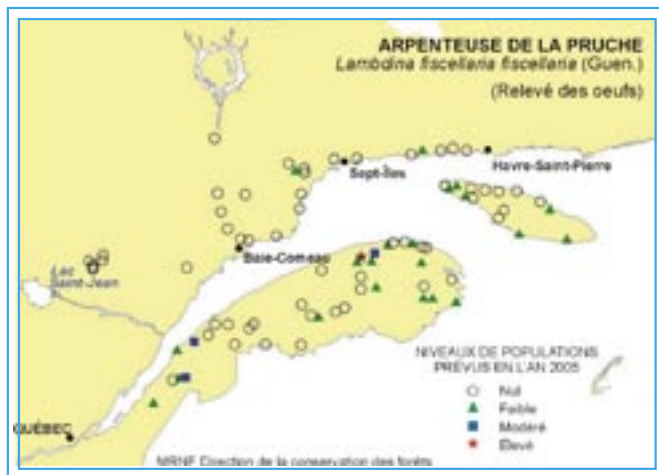 ARPENTEUSE DE LA PRUCHE
Lambdina fiscellaria fiscellaria (Guen.)
(Relevé des oeufs)
Sept-Îles
Havre-Saint-Pierre
Baie-Comeau
Lac
Saint-Jean
NIVEAUX DE POPULATIONS
PRÉVUS EN L'AN 2005
Nul
Faible
Modéré
Élevé
QUÉBEC
MRNF Direction de la conservation des forêts